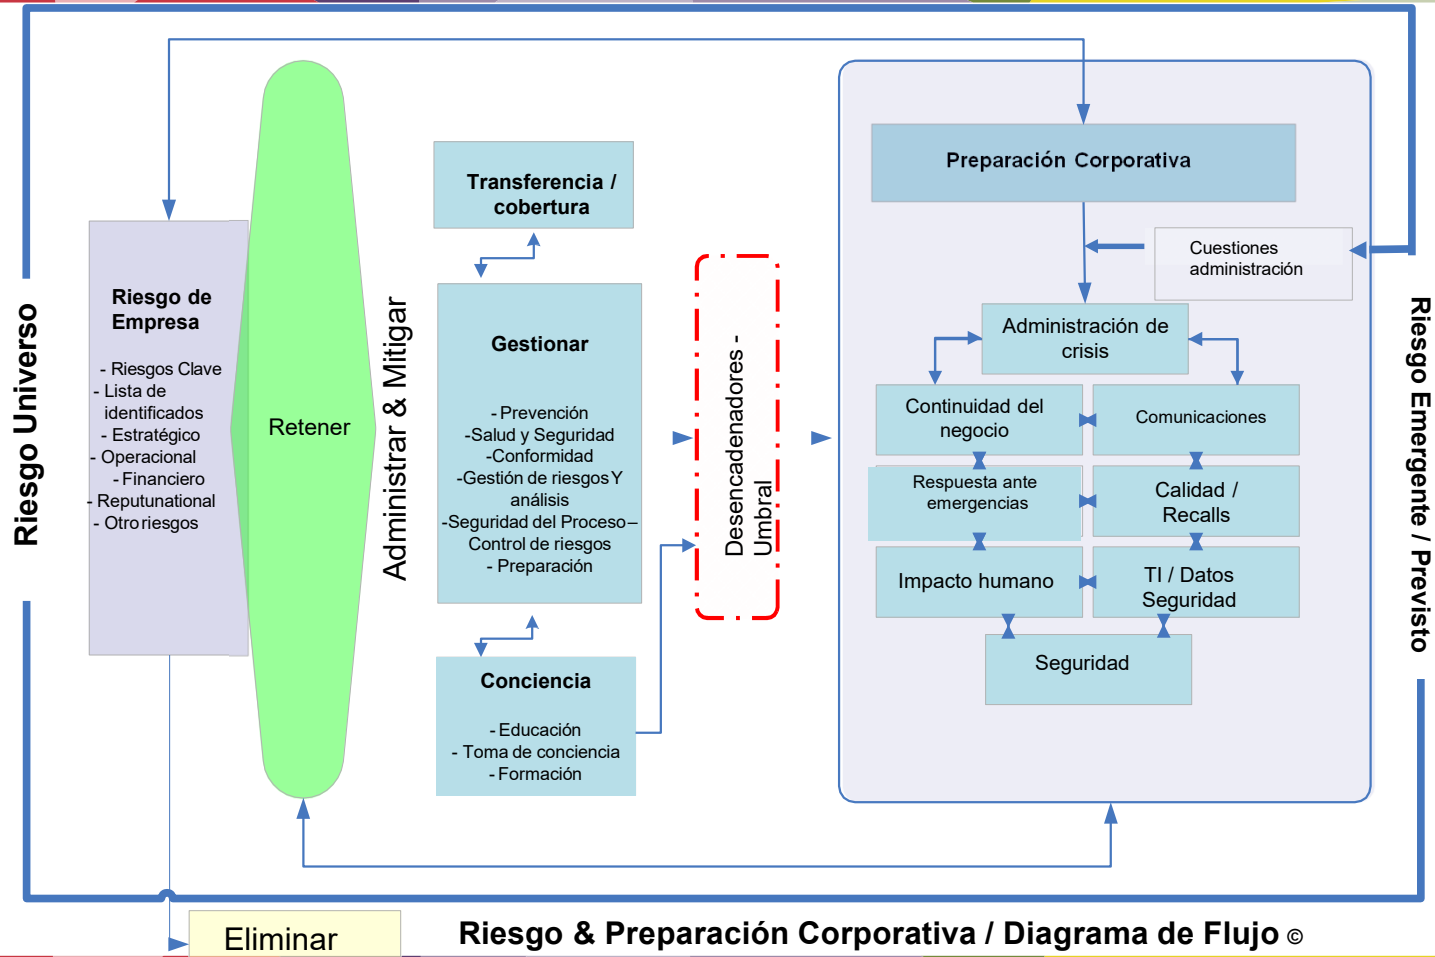 Riesgo Universo
Riesgo de
Empresa
- Riesgos Clave
- Lista de
identificados
- Estratégico
- Operacional
- Financiero
- Reputunational
- Otro riesgos
Retener
Administrar & Mitigar
Transferencia /
cobertura
Gestionar
- Prevención
-Salud y Seguridad
-Conformidad
-Gestión de riesgos Y
análisis
-Seguridad del Proceso –
Control de riesgos
- Preparación
Conciencia
- Educación
- Toma de conciencia
- Formación
Desencadenadores -
Umbral
Preparación Corporativa
Cuestiones
administración
Administración de
crisis
Continuidad del
negocio
Comunicaciones
Respuesta ante
emergencias
Calidad /
Recalls
Impacto humano
TI / Datos
Seguridad
Seguridad
Riesgo Emergente / Previsto
Eliminar
Riesgo & Preparación Corporativa / Diagrama de Flujo ©